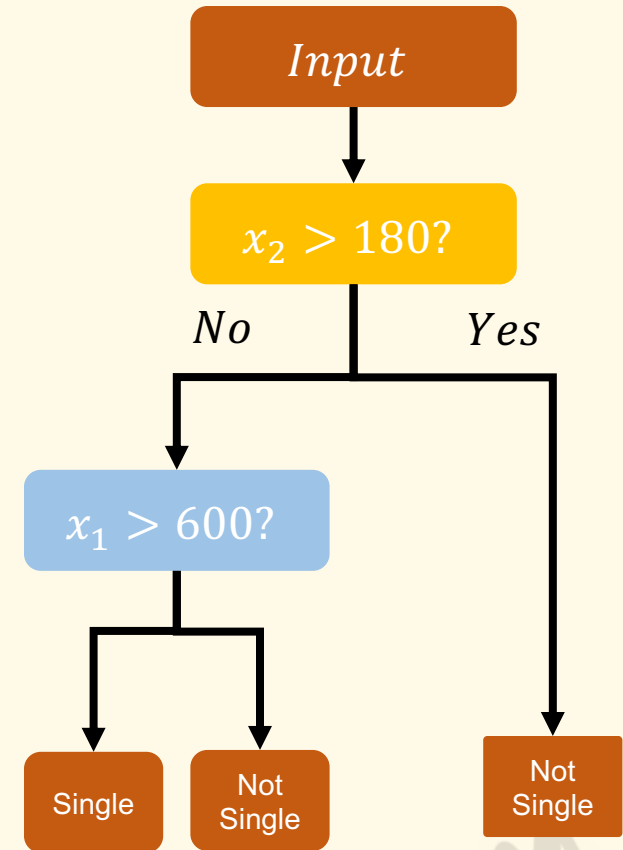 Input
x₂ > 180?
No
Yes
x₁ > 600?
Single
Not
Single
Not
Single